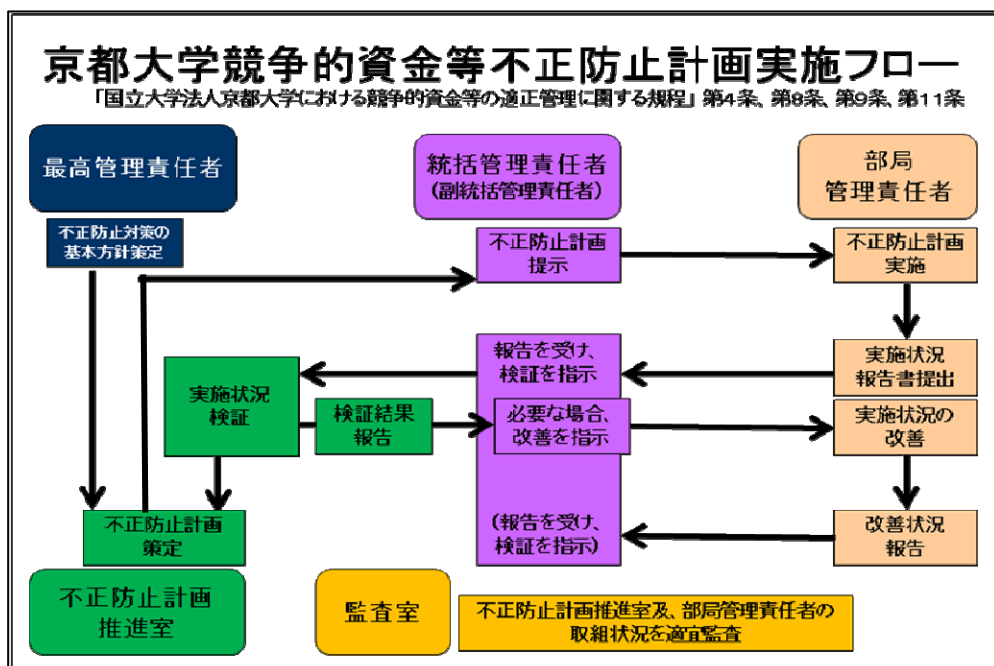 京都大学競争的資金等不正防止計画実施フロー
「国立大学法人京都大学における競争的資金等の適正管理に関する規程」第4条、第8条、第9条、第11条
最高管理責任者
統括管理責任者
(副統括管理責任者)
部局
管理責任者
不正防止対策の
基本方針策定
不正防止計画
提示
不正防止計画
実施
報告を受け、
検証を指示
実施状況
報告書提出
実施状況
検証
検証結果
報告
必要な場合、
改善を指示
実施状況の
改善
不正防止計画
策定
(報告を受け、
検証を指示)
改善状況
報告
不正防止計画
推進室
監査室
不正防止計画推進室及、部局管理責任者の
取組状況を適宜監査